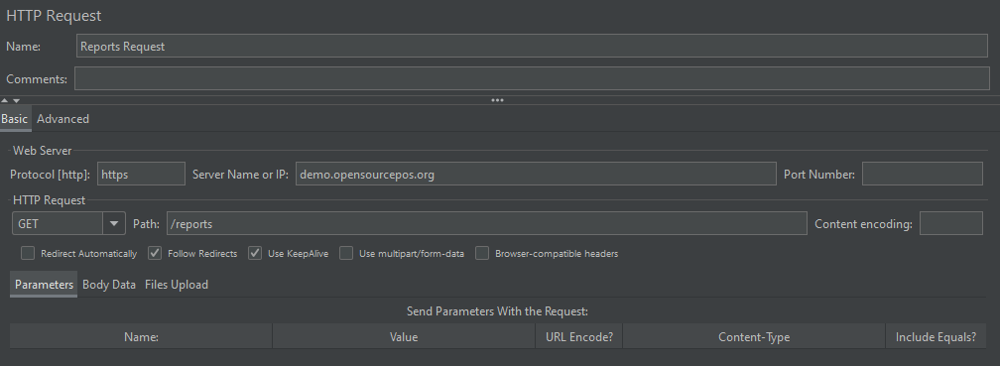 HTTP Request
Name: Reports Request
Comments:
Basic Advanced
Web Server
Protocol [http]: https Server Name or IP: demo.opensourcepos.org Port Number:
HTTP Request
GET Path: /reports Content encoding:
Redirect Automatically Follow Redirects Use KeepAlive Use multipart/form-data Browser-compatible headers
Parameters Body Data Files Upload
Send Parameters With the Request:
Name: Value URL Encode? Content-Type Include Equals?